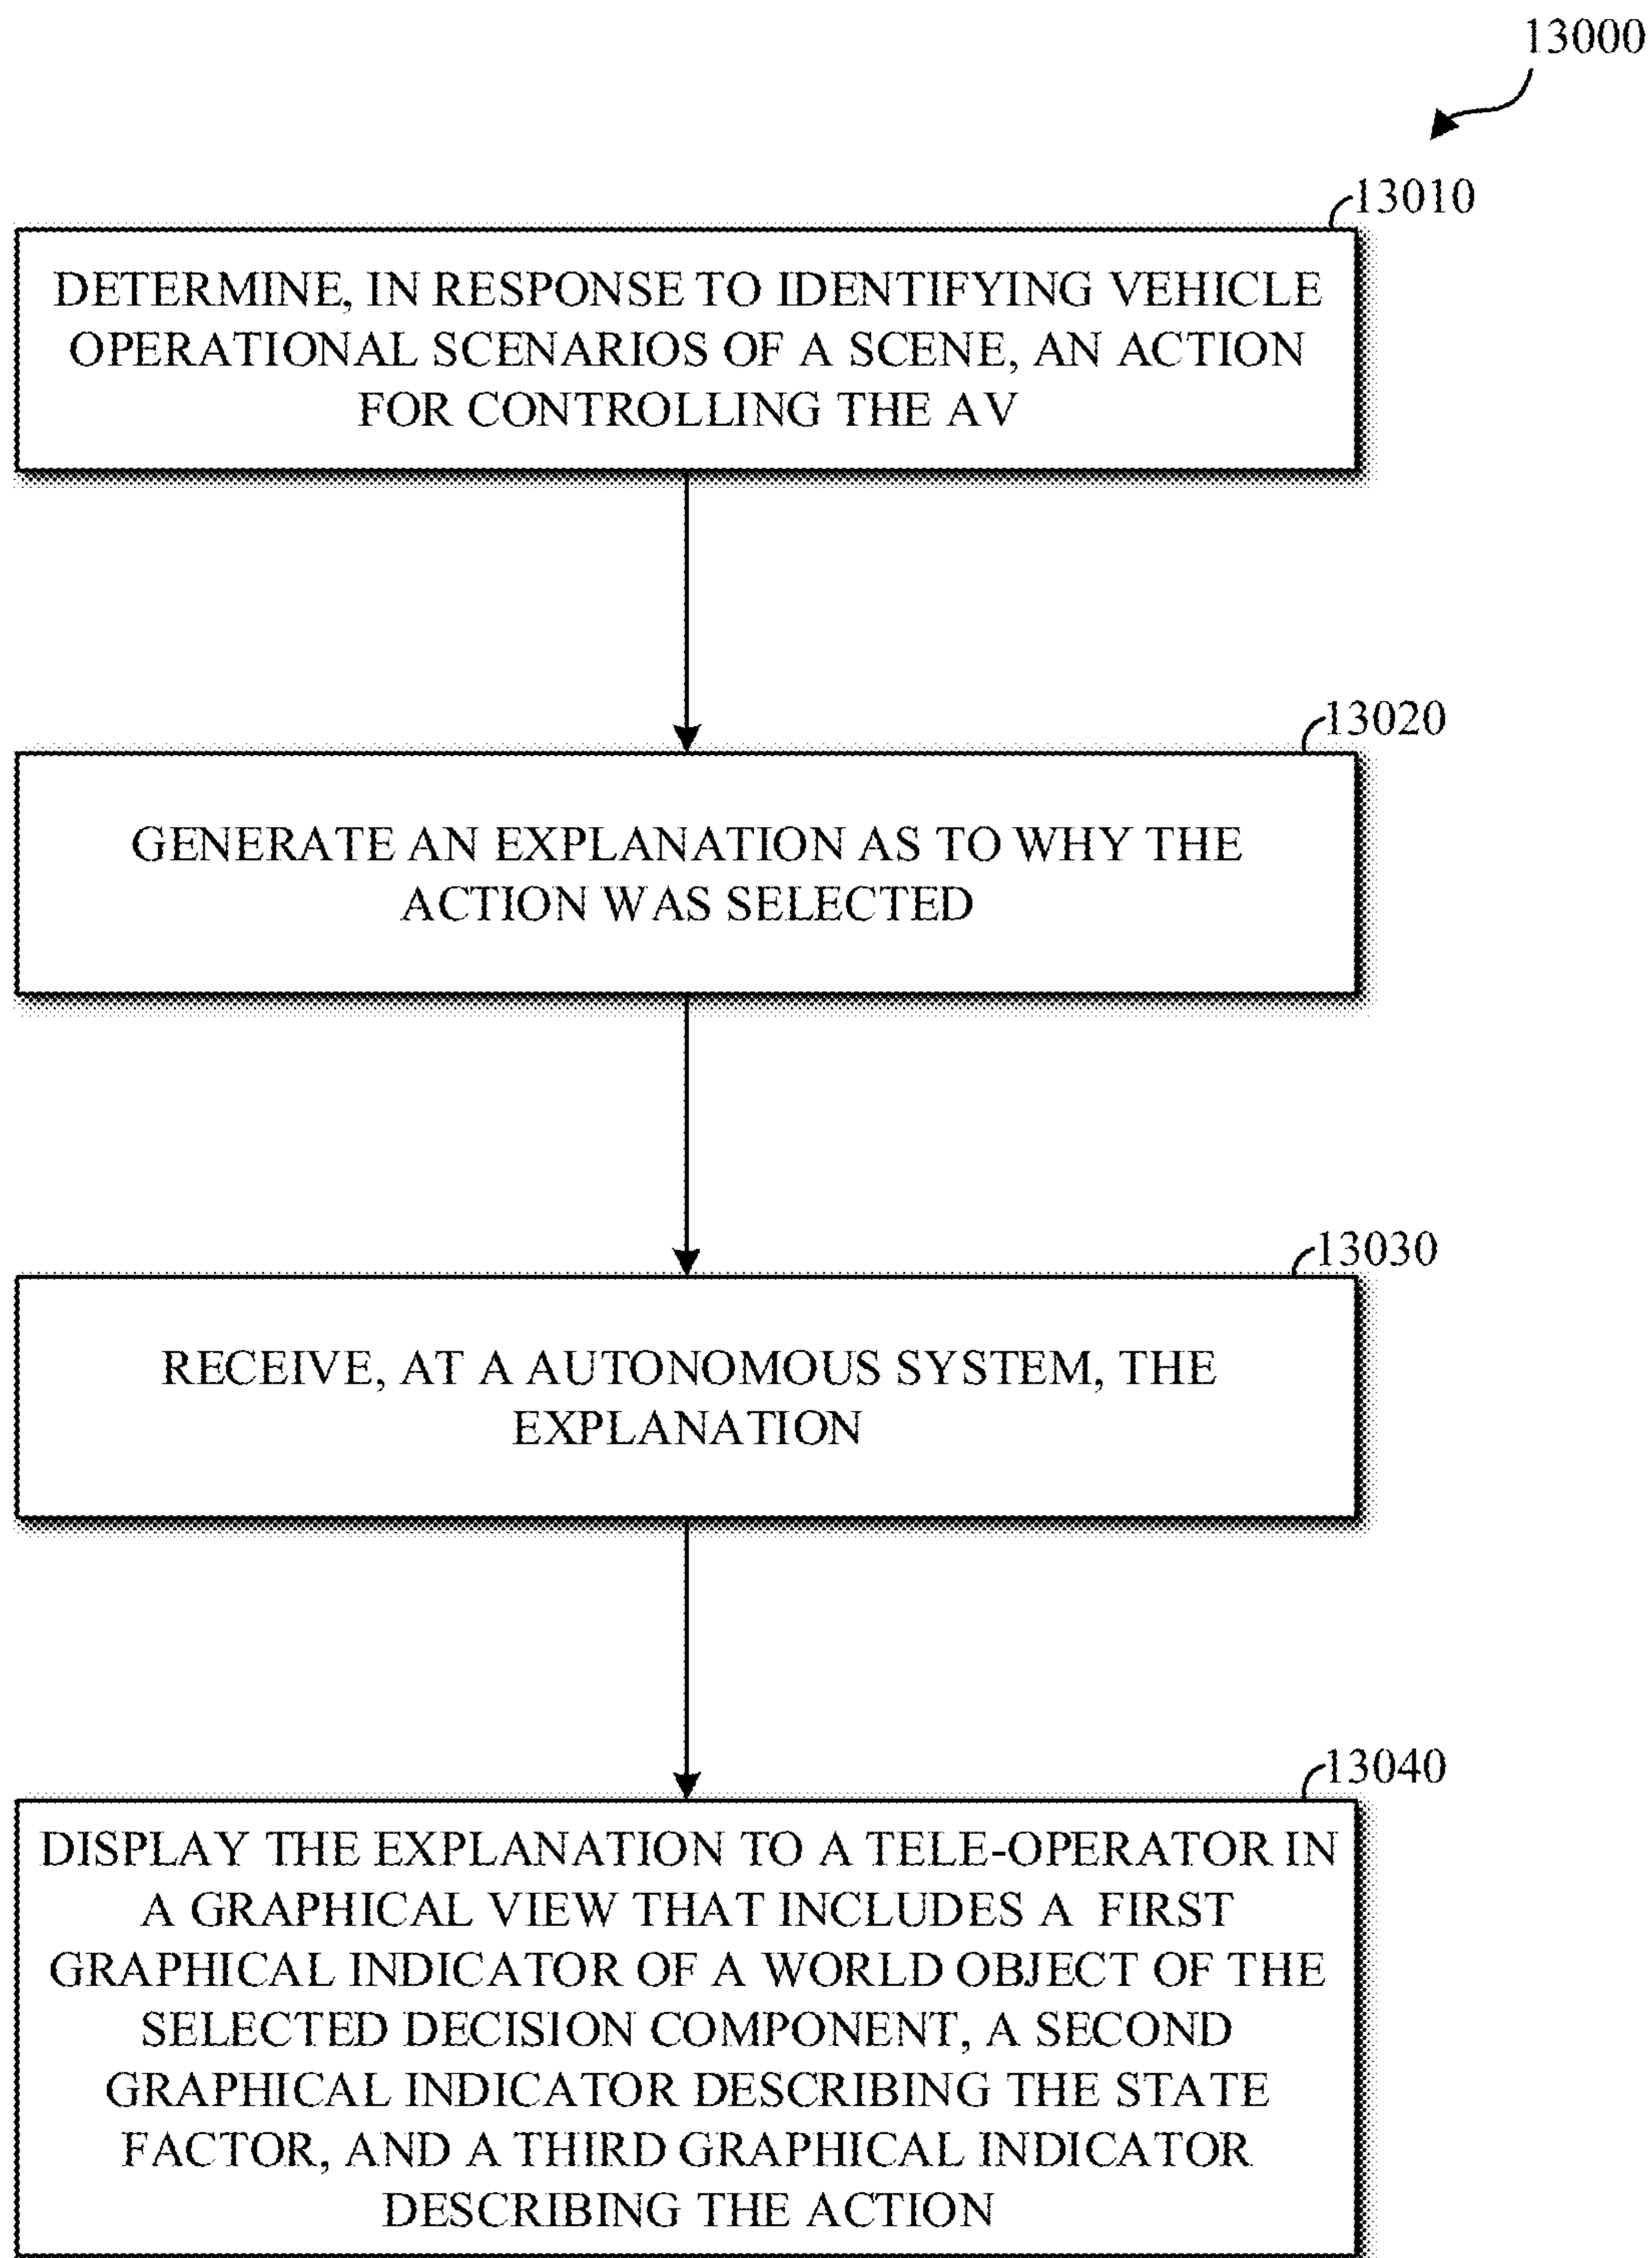 13000
13010
DETERMINE, IN RESPONSE TO IDENTIFYING VEHICLE
OPERATIONAL SCENARIOS OF A SCENE, AN ACTION
FOR CONTROLLING THE AV
13020
GENERATE AN EXPLANATION AS TO WHY THE
ACTION WAS SELECTED
13030
RECEIVE, AT A AUTONOMOUS SYSTEM, THE
EXPLANATION
13040
DISPLAY THE EXPLANATION TO A TELE-OPERATOR IN
A GRAPHICAL VIEW THAT INCLUDES A FIRST
GRAPHICAL INDICATOR OF A WORLD OBJECT OF THE
SELECTED DECISION COMPONENT, A SECOND
GRAPHICAL INDICATOR DESCRIBING THE STATE
FACTOR, AND A THIRD GRAPHICAL INDICATOR
DESCRIBING THE ACTION